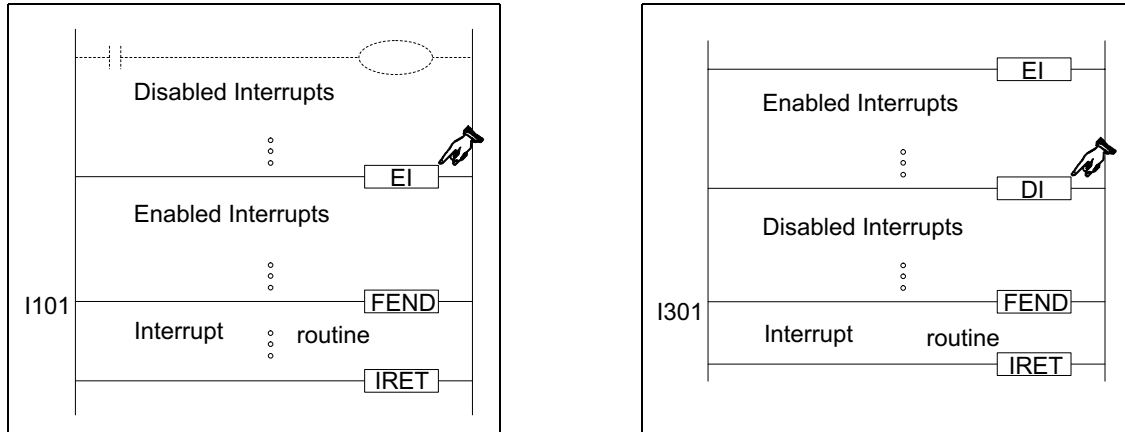 Disabled Interrupts
EI
Enabled Interrupts
FEND
I101
Interrupt routine
IRET
EI
Enabled Interrupts
DI
Disabled Interrupts
FEND
I301
Interrupt routine
IRET